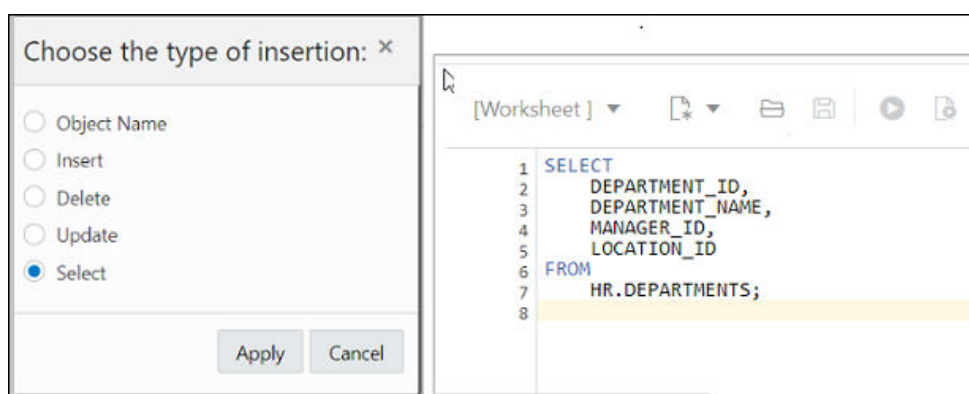 Choose the type of insertion: ×
Object Name
Insert
Delete
Update
Select
Apply Cancel
[Worksheet ]
1 SELECT
2 DEPARTMENT_ID,
3 DEPARTMENT_NAME,
4 MANAGER_ID,
5 LOCATION_ID
6 FROM
7 HR.DEPARTMENTS;
8